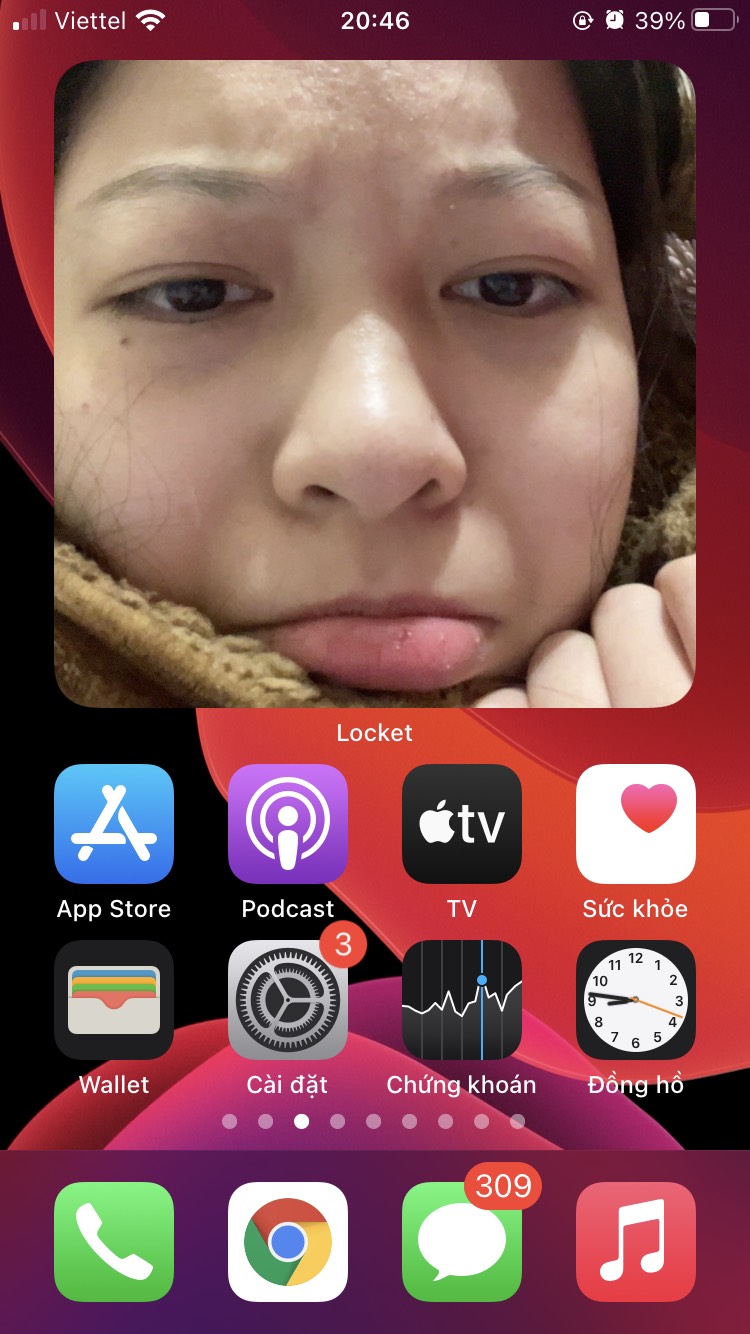 Viettel 20:46 39%
Locket
tv
App Store Podcast TV Sức khỏe
3
12
11 1
10 2
9 3
8 4
7 5
6
Wallet Cài đặt Chứng khoán Đồng hồ
309